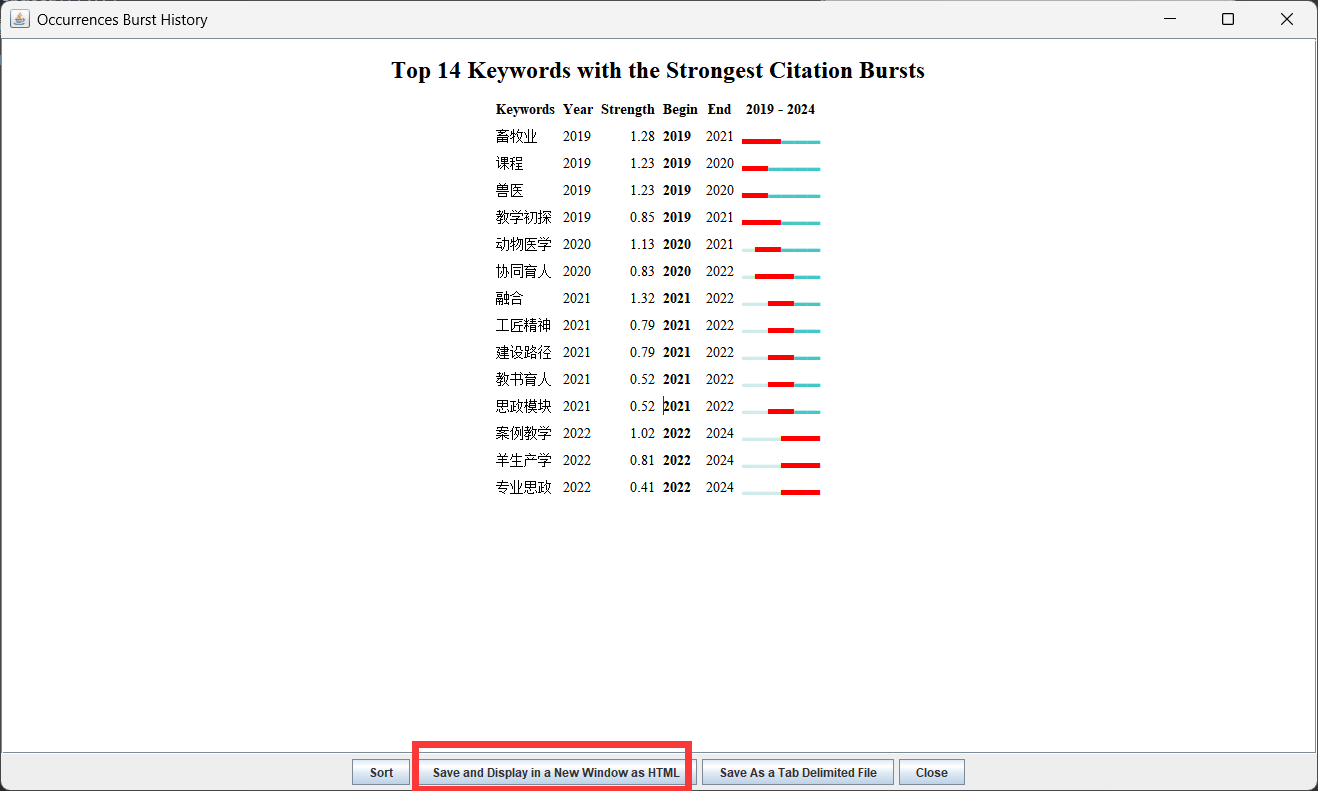 Occurrences Burst History
Top 14 Keywords with the Strongest Citation Bursts
Keywords Year Strength Begin End 2019 - 2024
畜牧业 2019 1.28 2019 2021
课程 2019 1.23 2019 2020
兽医 2019 1.23 2019 2020
教学初探 2019 0.85 2019 2021
动物医学 2020 1.13 2020 2021
协同育人 2020 0.83 2020 2022
融合 2021 1.32 2021 2022
工匠精神 2021 0.79 2021 2022
建设路径 2021 0.79 2021 2022
教书育人 2021 0.52 2021 2022
思政模块 2021 0.52 2021 2022
案例教学 2022 1.02 2022 2024
羊生产学 2022 0.81 2022 2024
专业思政 2022 0.41 2022 2024
Sort Save and Display in a New Window as HTML Save As a Tab Delimited File Close